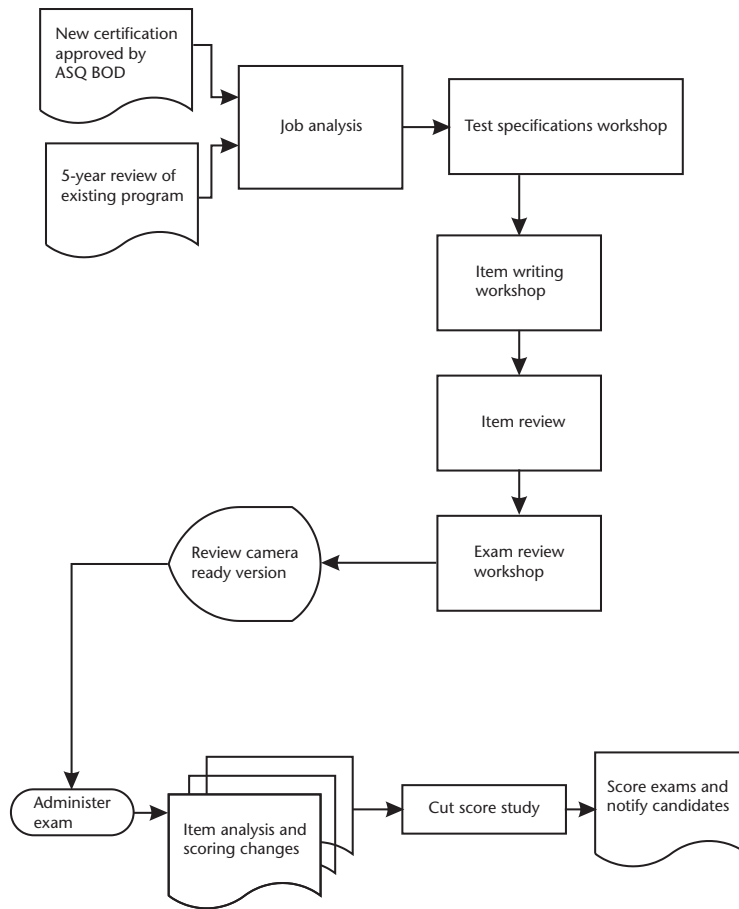 New certification
approved by
ASQ BOD
Job analysis
Test specifications workshop
5-year review of
existing program
Item writing
workshop
Item review
Exam review
workshop
Review camera
ready version
Administer
exam
Item analysis and
scoring changes
Cut score study
Score exams and
notify candidates